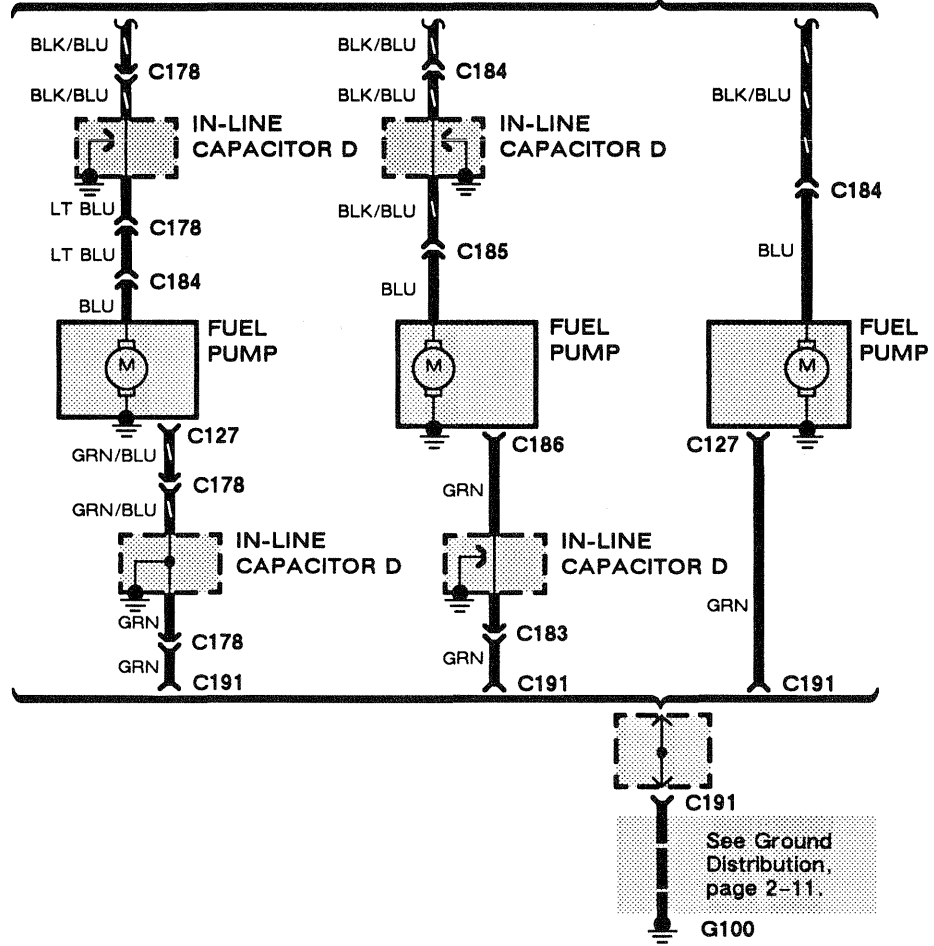 BLK/BLU
C178
BLK/BLU
IN-LINE
CAPACITOR D
LT BLU
C178
LT BLU
C184
BLU
FUEL
PUMP
M
C127
GRN/BLU
C178
GRN/BLU
IN-LINE
CAPACITOR D
GRN
C178
GRN
C191
BLK/BLU
C184
BLK/BLU
IN-LINE
CAPACITOR D
BLK/BLU
C185
BLU
FUEL
PUMP
M
C186
GRN
IN-LINE
CAPACITOR D
C183
GRN
C191
BLK/BLU
C184
BLU
FUEL
PUMP
M
C127
GRN
C191
C191
See Ground
Distribution,
page 2-11.
G100